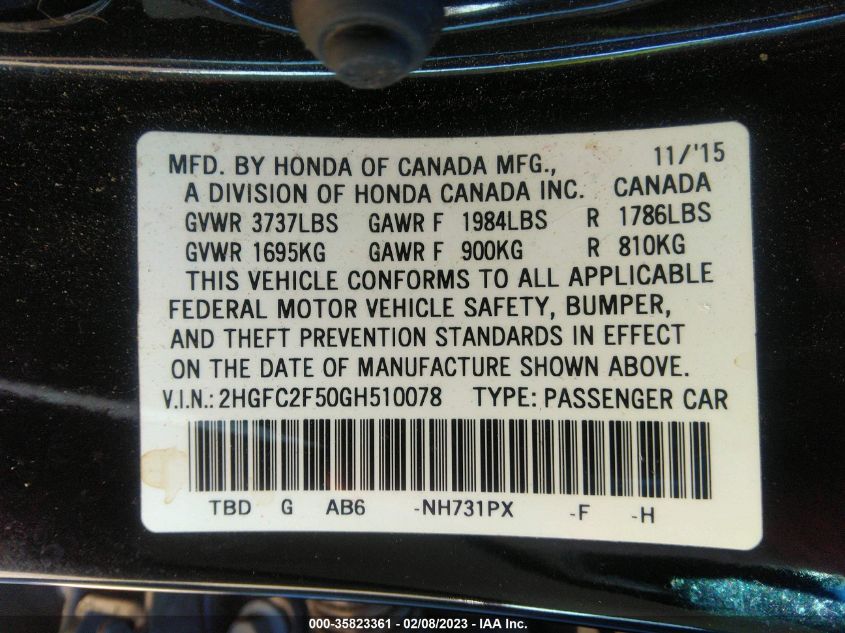 MFD. BY HONDA OF CANADA MFG., 11/'15
A DIVISION OF HONDA CANADA INC. CANADA
GVWR 3737LBS GAWR F 1984LBS R 1786LBS
GVWR 1695KG GAWR F 900KG R 810KG
THIS VEHICLE CONFORMS TO ALL APPLICABLE
FEDERAL MOTOR VEHICLE SAFETY, BUMPER,
AND THEFT PREVENTION STANDARDS IN EFFECT
ON THE DATE OF MANUFACTURE SHOWN ABOVE.
V.I.N.: 2HGFC2F50GH510078 TYPE: PASSENGER CAR
TBD G AB6 -NH731PX -F -H
000-35823361 - 02/08/2023 - IAA Inc.